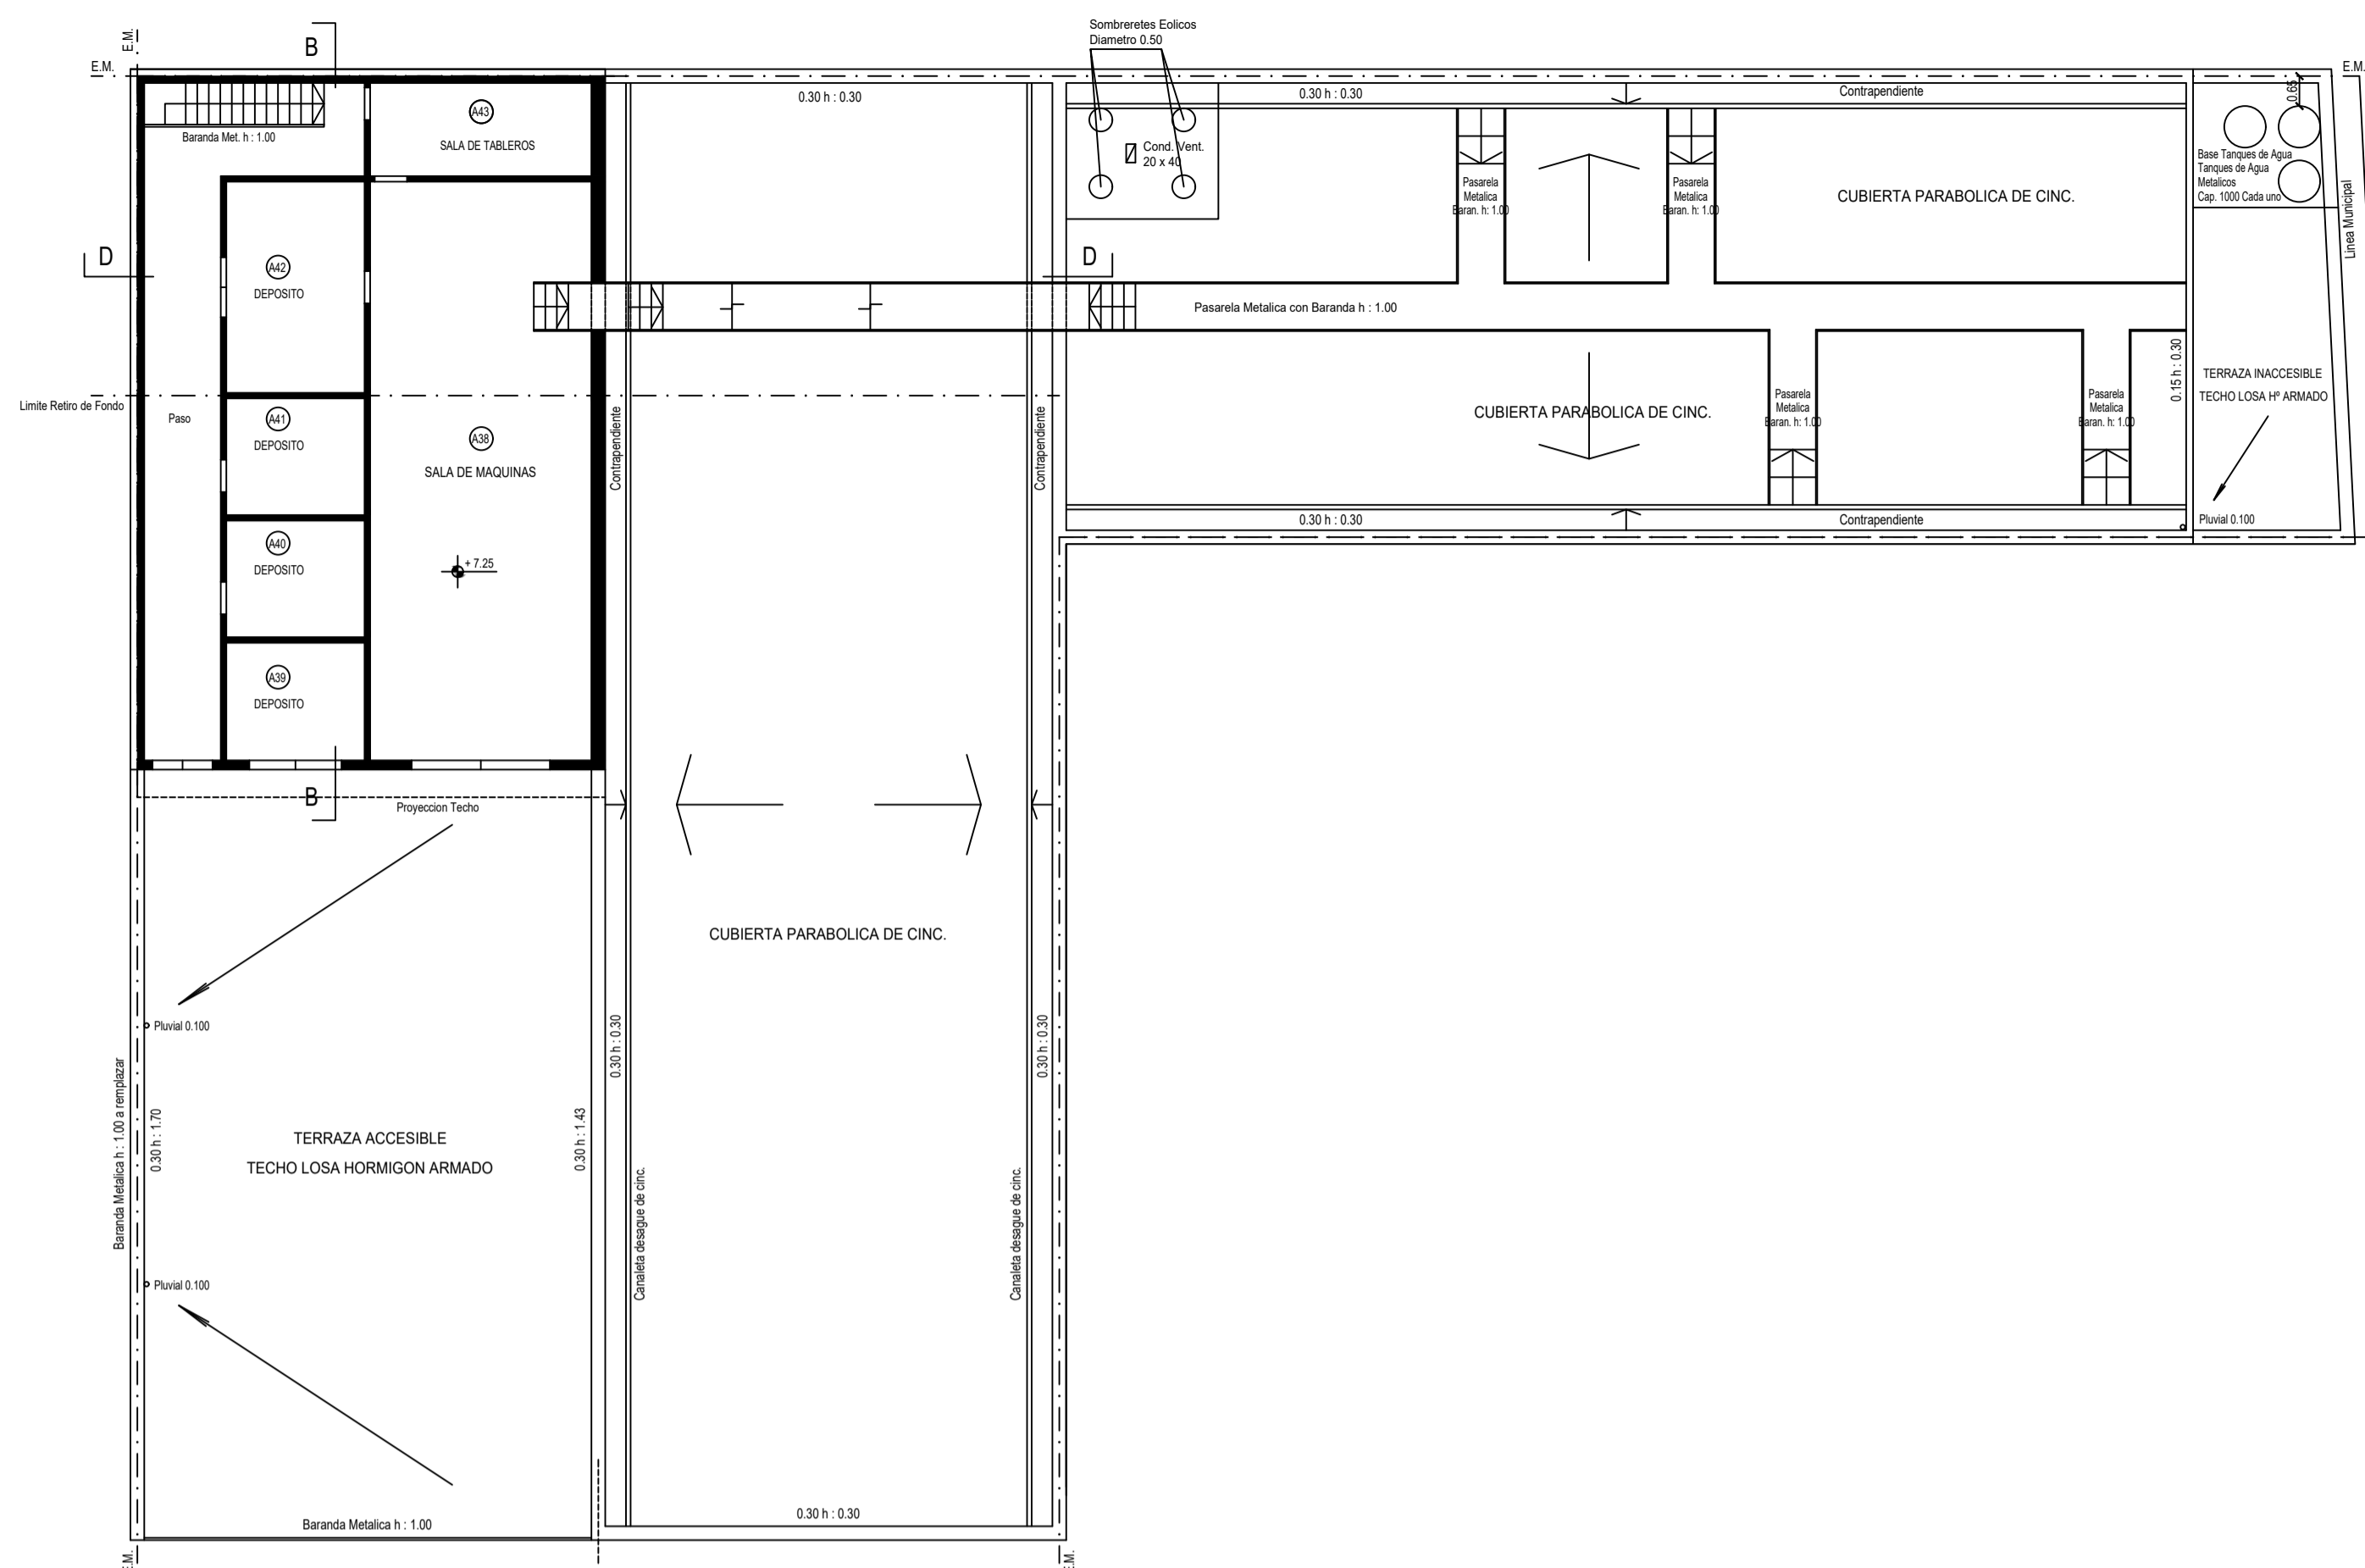 Sombreretes Eolicos
Diametro 0.50
B
E.M.
E.M.
E.M.
0.30 h : 0.30
0.30 h : 0.30
Contrapendiente
0.65
A43
SALA DE TABLEROS
Baranda Met. h : 1.00
Cond. Vent.
20 x 40
Base Tanques de Agua
Tanques de Agua
Metalicos
Cap. 1000 Cada uno
Linea Municipal
Pasarela
Metalica
Baran. h: 1.00
Pasarela
Metalica
Baran. h: 1.00
CUBIERTA PARABOLICA DE CINC.
D
D
A42
DEPOSITO
Pasarela Metalica con Baranda h : 1.00
0.15 h : 0.30
TERRAZA INACCESIBLE
TECHO LOSA Hº ARMADO
Limite Retiro de Fondo
Paso
A41
DEPOSITO
A38
SALA DE MAQUINAS
Contrapendiente
Contrapendiente
CUBIERTA PARABOLICA DE CINC.
Pasarela
Metalica
Baran. h: 1.00
Pasarela
Metalica
Baran. h: 1.00
0.30 h : 0.30
Contrapendiente
Pluvial 0.100
A40
DEPOSITO
+ 7.25
A39
DEPOSITO
B
Proyeccion Techo
CUBIERTA PARABOLICA DE CINC.
Pluvial 0.100
0.30 h : 0.30
0.30 h : 0.30
Baranda Metalica h : 1.00 a remplazar
0.30 h : 1.70
TERRAZA ACCESIBLE
TECHO LOSA HORMIGON ARMADO
0.30 h : 1.43
Canaleta desague de cinc.
Canaleta desague de cinc.
Pluvial 0.100
Baranda Metalica h : 1.00
0.30 h : 0.30
E.M.
E.M.